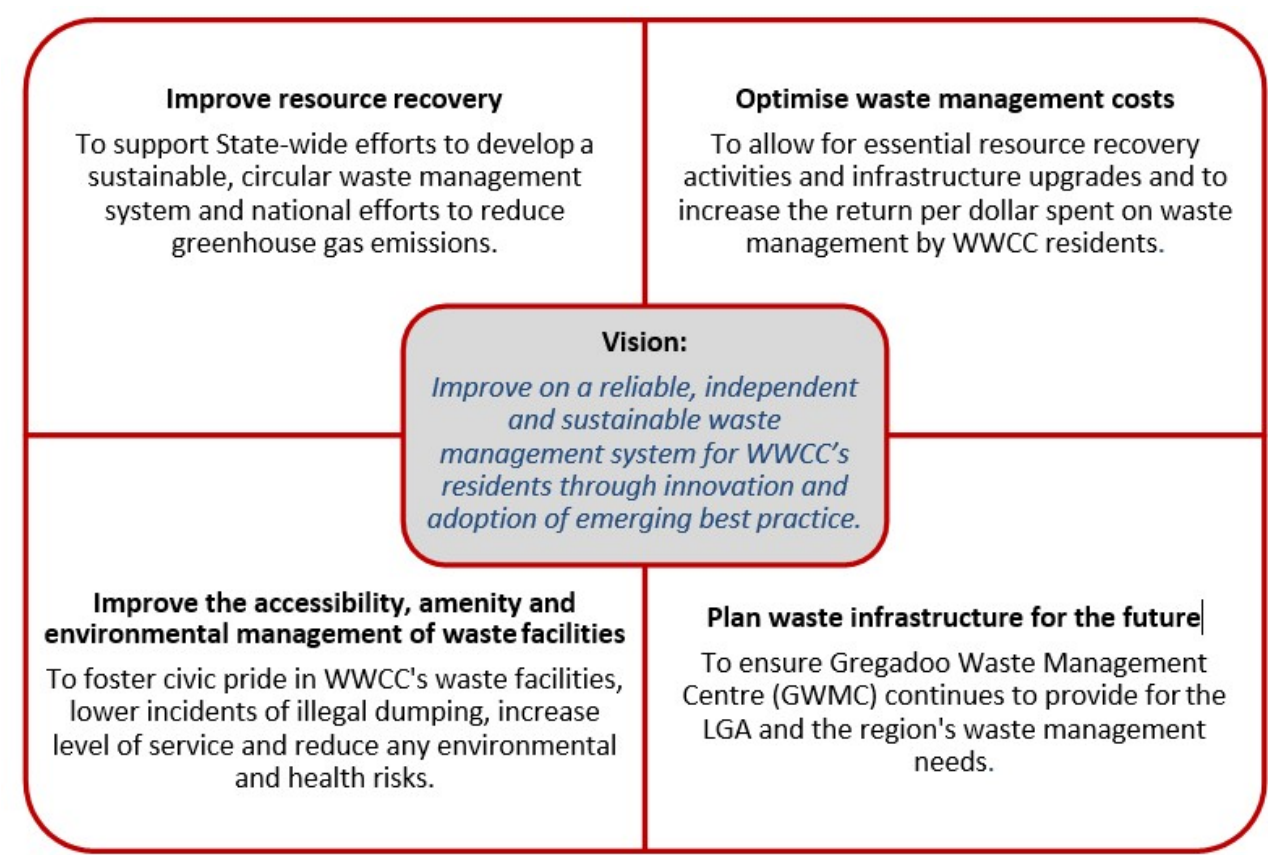 Improve resource recovery
To support State-wide efforts to develop a
sustainable, circular waste management
system and national efforts to reduce
greenhouse gas emissions.
Optimise waste management costs
To allow for essential resource recovery
activities and infrastructure upgrades and to
increase the return per dollar spent on waste
management by WWCC residents.
Vision:
Improve on a reliable, independent
and sustainable waste
management system for WWCC’s
residents through innovation and
adoption of emerging best practice.
Improve the accessibility, amenity and
environmental management of waste facilities
To foster civic pride in WWCC's waste facilities,
lower incidents of illegal dumping, increase
level of service and reduce any environmental
and health risks.
Plan waste infrastructure for the future
To ensure Gregadoo Waste Management
Centre (GWMC) continues to provide for the
LGA and the region's waste management
needs.